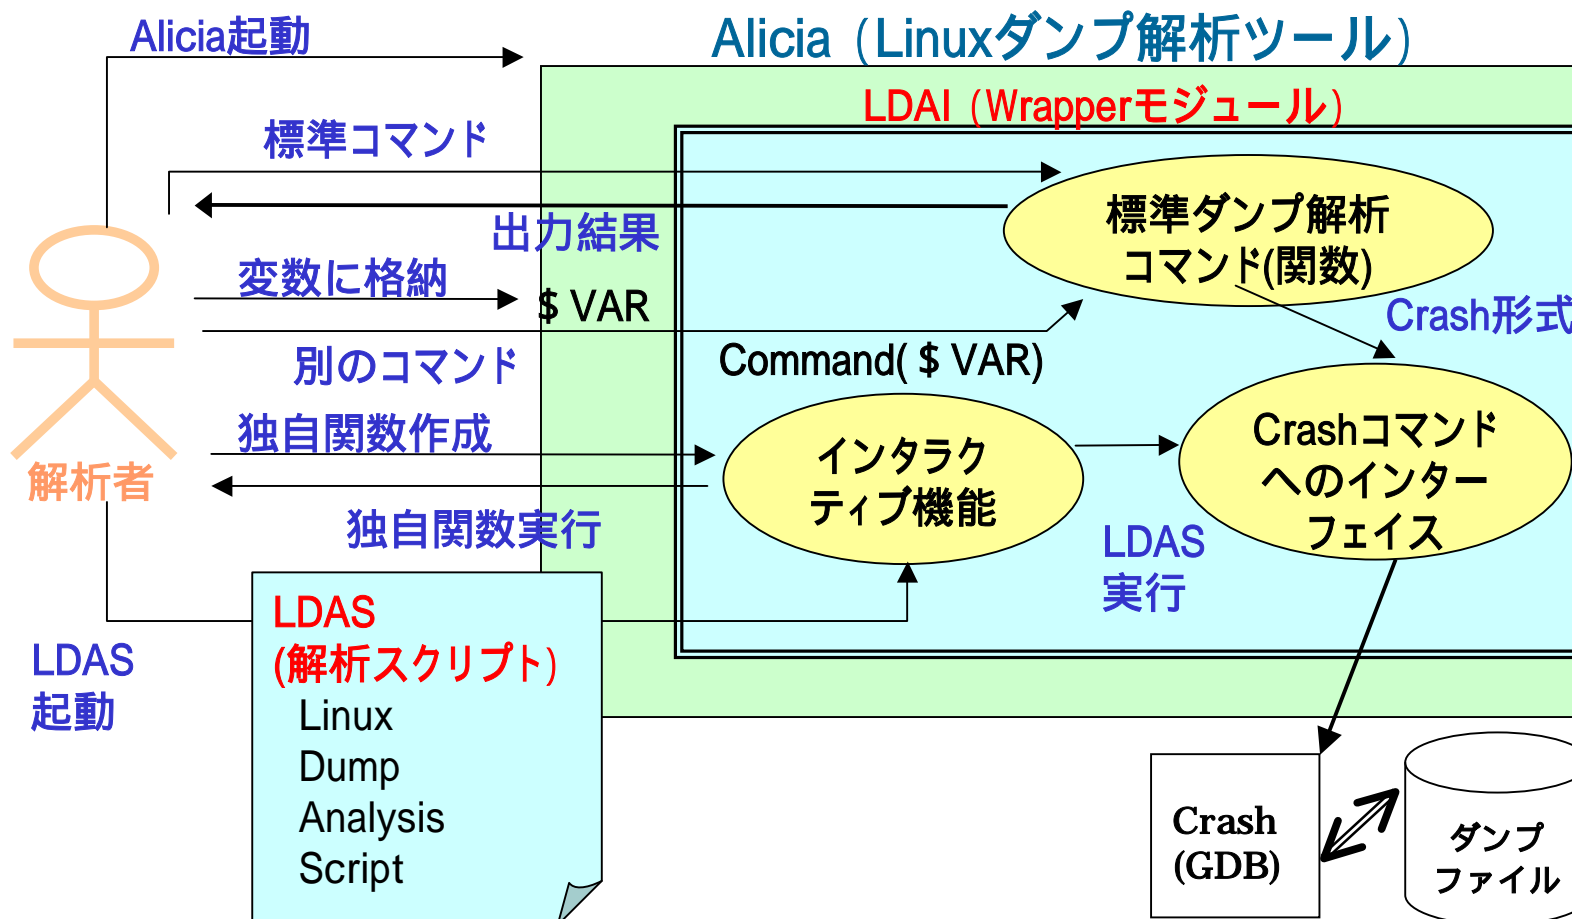 Alicia起動
Alicia（Linuxダンプ解析ツール）
LDAI（Wrapperモジュール）
標準コマンド
標準ダンプ解析
コマンド(関数)
出力結果
変数に格納
＄VAR
Crash形式
別のコマンド
Command(＄VAR)
独自関数作成
インタラク
ティブ機能
Crashコマンド
へのインター
フェイス
解析者
独自関数実行
LDAS
実行
LDAS
起動
LDAS
(解析スクリプト)
Linux
Dump
Analysis
Script
Crash
(GDB)
ダンプ
ファイル